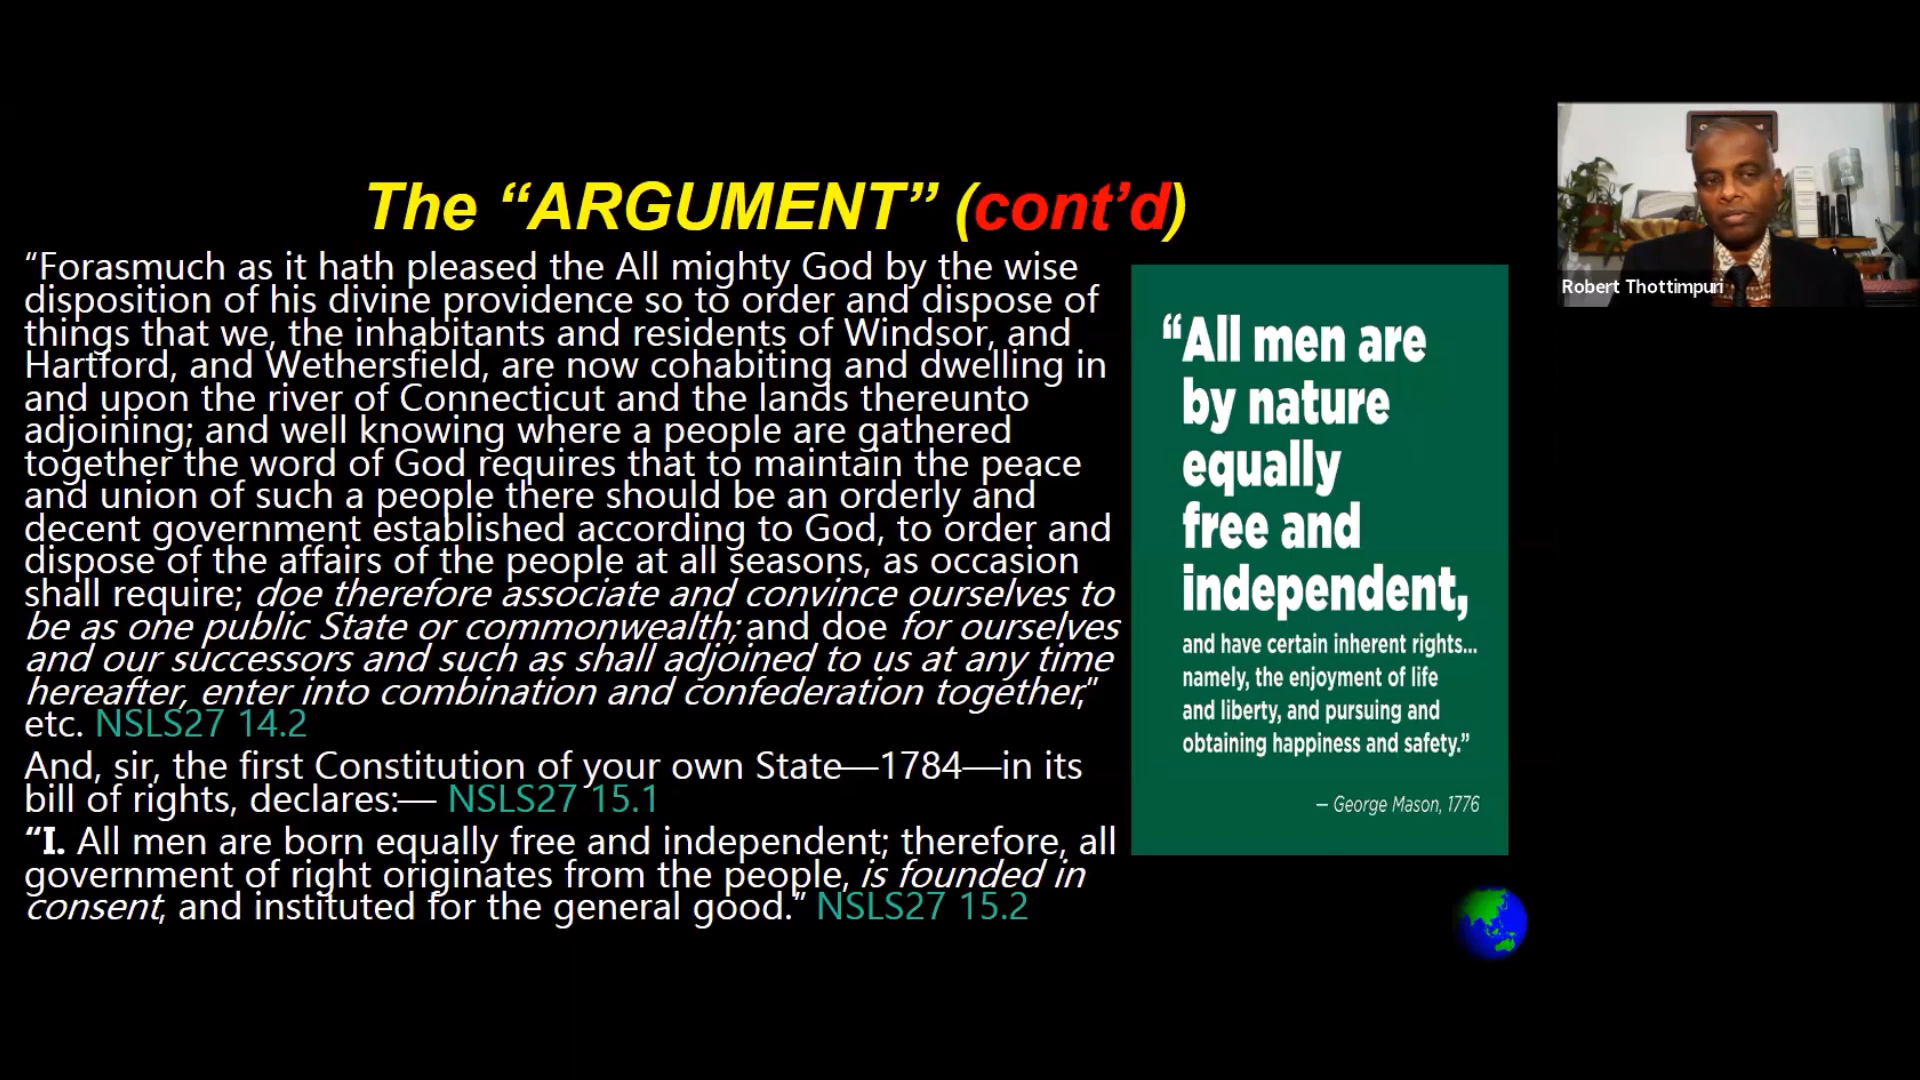 The “ARGUMENT” (cont’d)
“Forasmuch as it hath pleased the All mighty God by the wise
disposition of his divine providence so to order and dispose of
things that we, the inhabitants and residents of Windsor, and
Hartford, and Wethersfield, are now cohabiting and dwelling in
and upon the river of Connecticut and the lands thereunto
adjoining; and well knowing where a people are gathered
together the word of God requires that to maintain the peace
and union of such a people there should be an orderly and
decent government established according to God, to order and
dispose of the affairs of the people at all seasons, as occasion
shall require; doe therefore associate and convince ourselves to
be as one public State or commonwealth; and doe for ourselves
and our successors and such as shall adjoined to us at any time
hereafter, enter into combination and confederation together,”
etc. NSLS27 14.2
And, sir, the first Constitution of your own State—1784—in its
bill of rights, declares:— NSLS27 15.1
“I. All men are born equally free and independent; therefore, all
government of right originates from the people, is founded in
consent, and instituted for the general good.” NSLS27 15.2
“All men are
by nature
equally
free and
independent,
and have certain inherent rights...
namely, the enjoyment of life
and liberty, and pursuing and
obtaining happiness and safety.”
– George Mason, 1776
Robert Thottimpuri